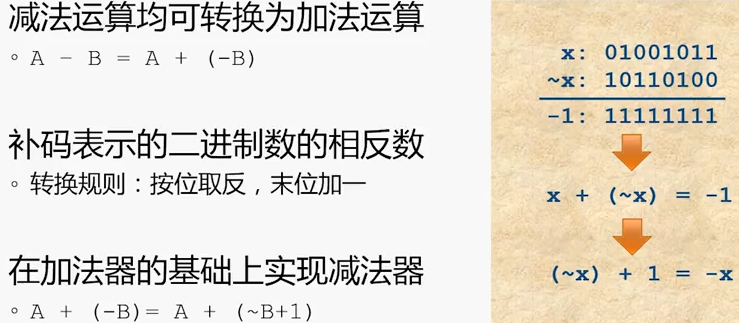 减法运算均可转换为加法运算
◦ A - B = A + (-B)
补码表示的二进制数的相反数
◦ 转换规则：按位取反，末位加一
在加法器的基础上实现减法器
◦ A + (-B)= A + (~B+1)
x: 01001011
~x: 10110100
-1: 11111111
x + (~x) = -1
(~x) + 1 = -x